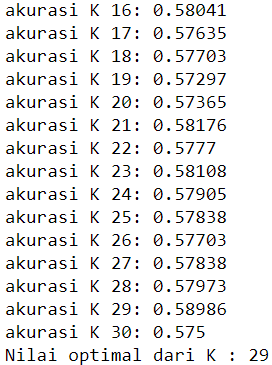 akurasi K 16: 0.58041
akurasi K 17: 0.57635
akurasi K 18: 0.57703
akurasi K 19: 0.57297
akurasi K 20: 0.57365
akurasi K 21: 0.58176
akurasi K 22: 0.5777
akurasi K 23: 0.58108
akurasi K 24: 0.57905
akurasi K 25: 0.57838
akurasi K 26: 0.57703
akurasi K 27: 0.57838
akurasi K 28: 0.57973
akurasi K 29: 0.58986
akurasi K 30: 0.575
Nilai optimal dari K : 29